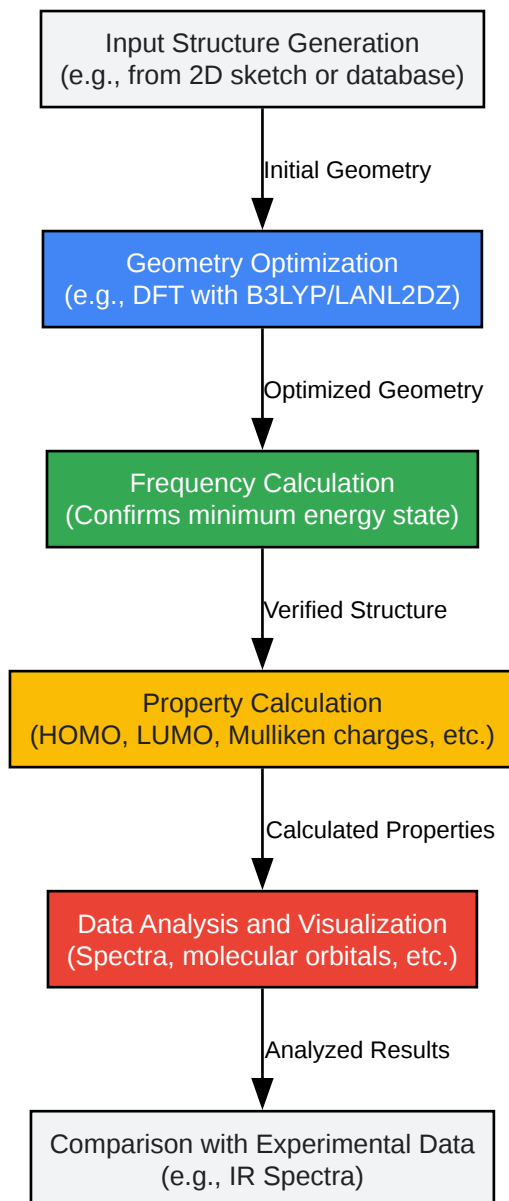 Input Structure Generation
(e.g., from 2D sketch or database)
Initial Geometry
Geometry Optimization
(e.g., DFT with B3LYP/LANL2DZ)
Optimized Geometry
Frequency Calculation
(Confirms minimum energy state)
Verified Structure
Property Calculation
(HOMO, LUMO, Mulliken charges, etc.)
Calculated Properties
Data Analysis and Visualization
(Spectra, molecular orbitals, etc.)
Analyzed Results
Comparison with Experimental Data
(e.g., IR Spectra)